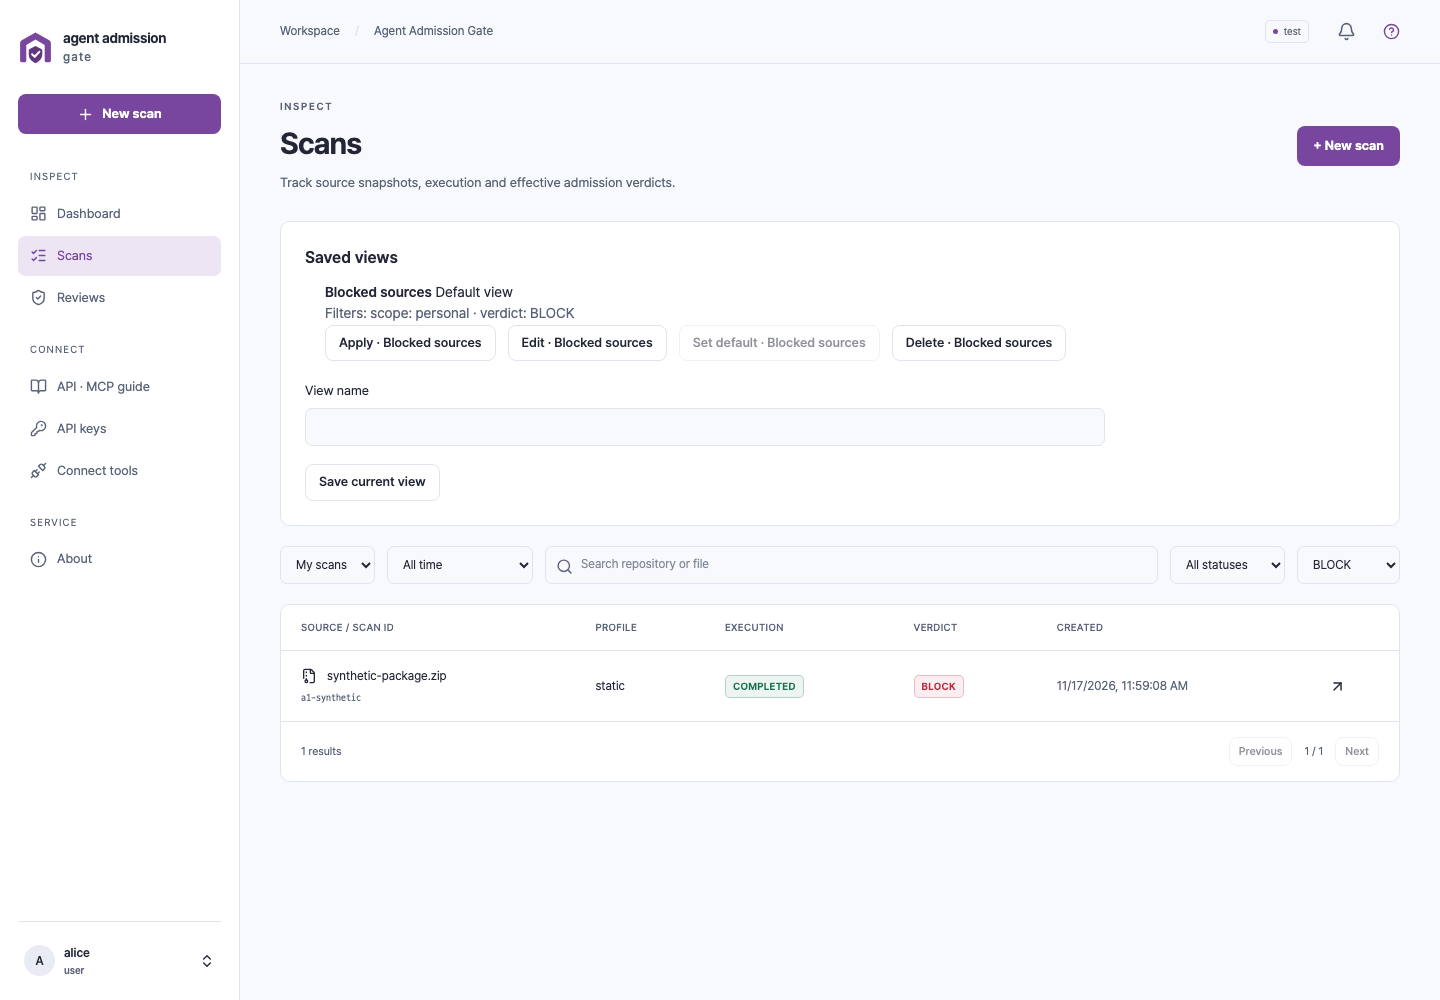 agent admission
gate
New scan
INSPECT
Dashboard
Scans
Reviews
CONNECT
API · MCP guide
API keys
Connect tools
SERVICE
About
A
alice
user
Workspace / Agent Admission Gate
test
INSPECT
Scans
+ New scan
Track source snapshots, execution and effective admission verdicts.
Saved views
Blocked sources Default view
Filters: scope: personal · verdict: BLOCK
Apply · Blocked sources Edit · Blocked sources Set default · Blocked sources Delete · Blocked sources
View name
Save current view
My scans All time Search repository or file All statuses BLOCK
SOURCE / SCAN ID PROFILE EXECUTION VERDICT CREATED
synthetic-package.zip static COMPLETED BLOCK 11/17/2026, 11:59:08 AM
a1-synthetic
1 results Previous 1 / 1 Next